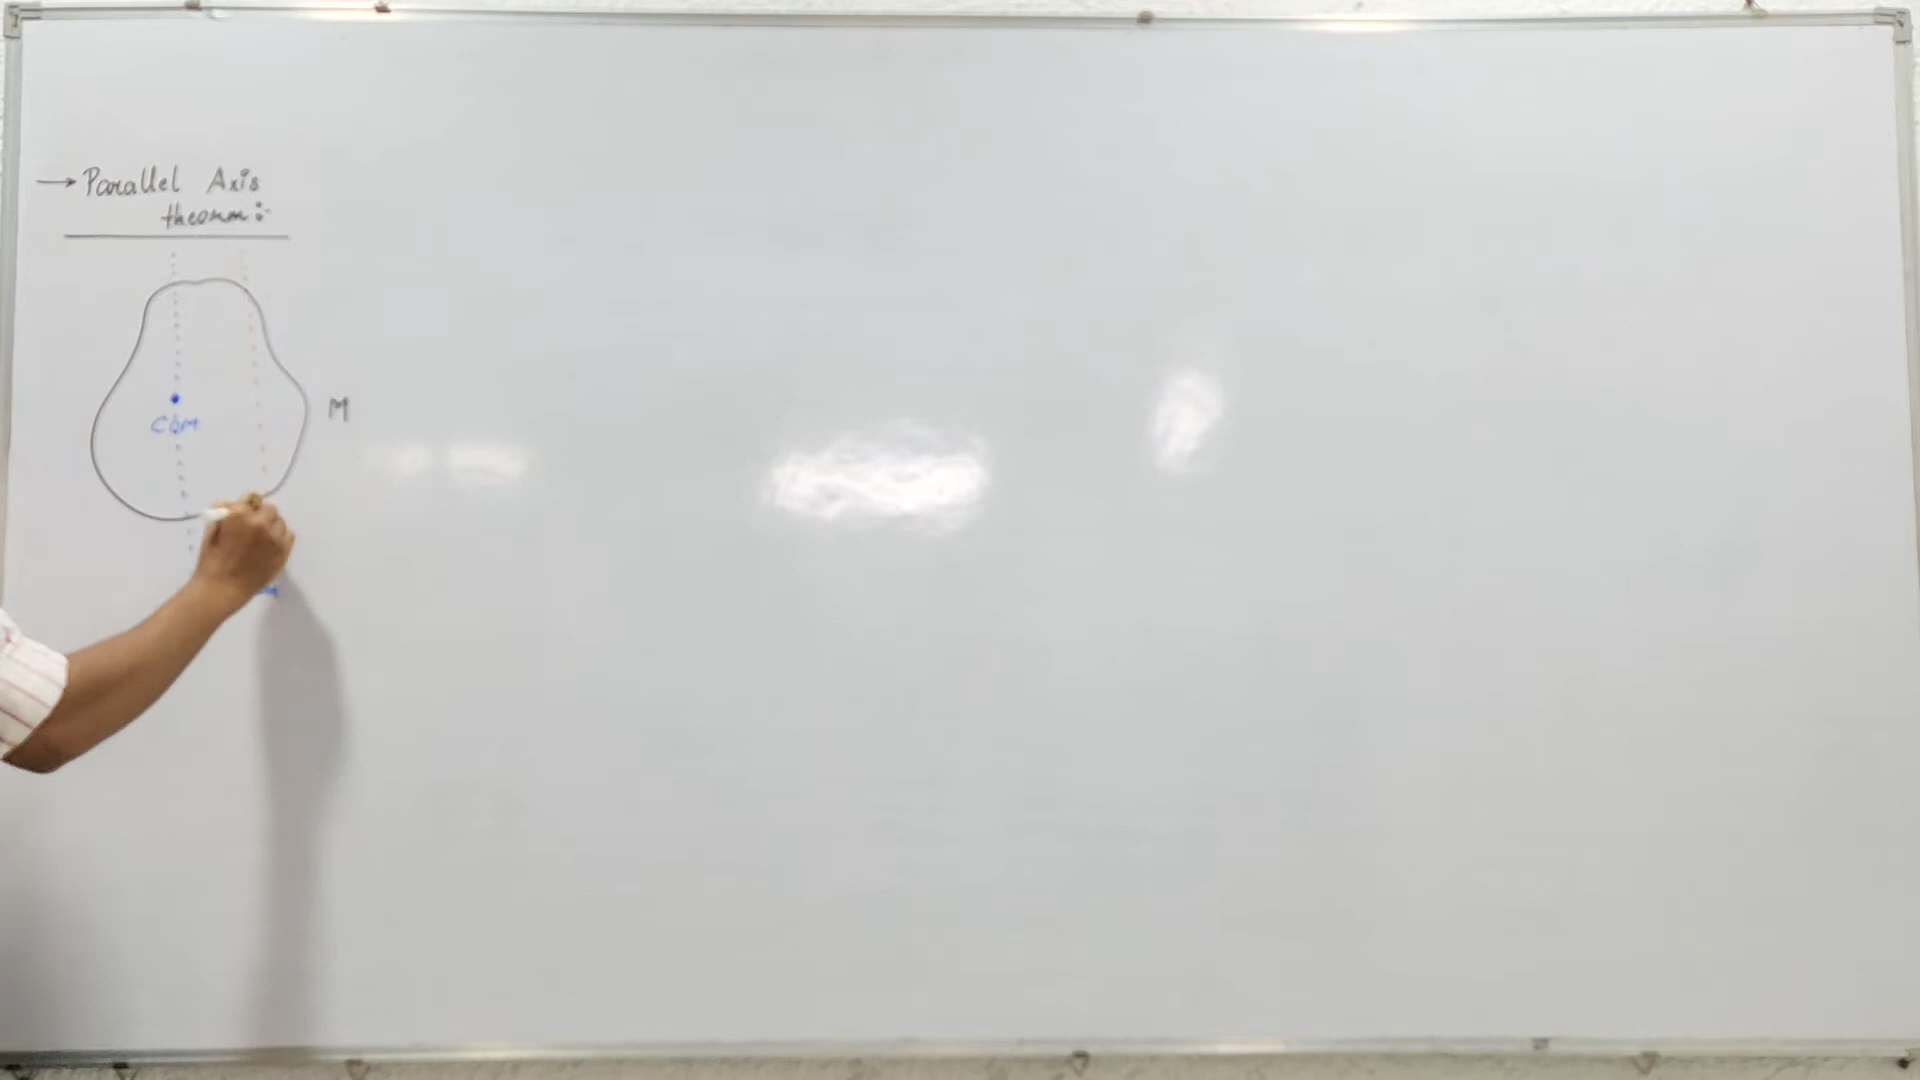 → Parallel Axis
theorem :-
M
COM